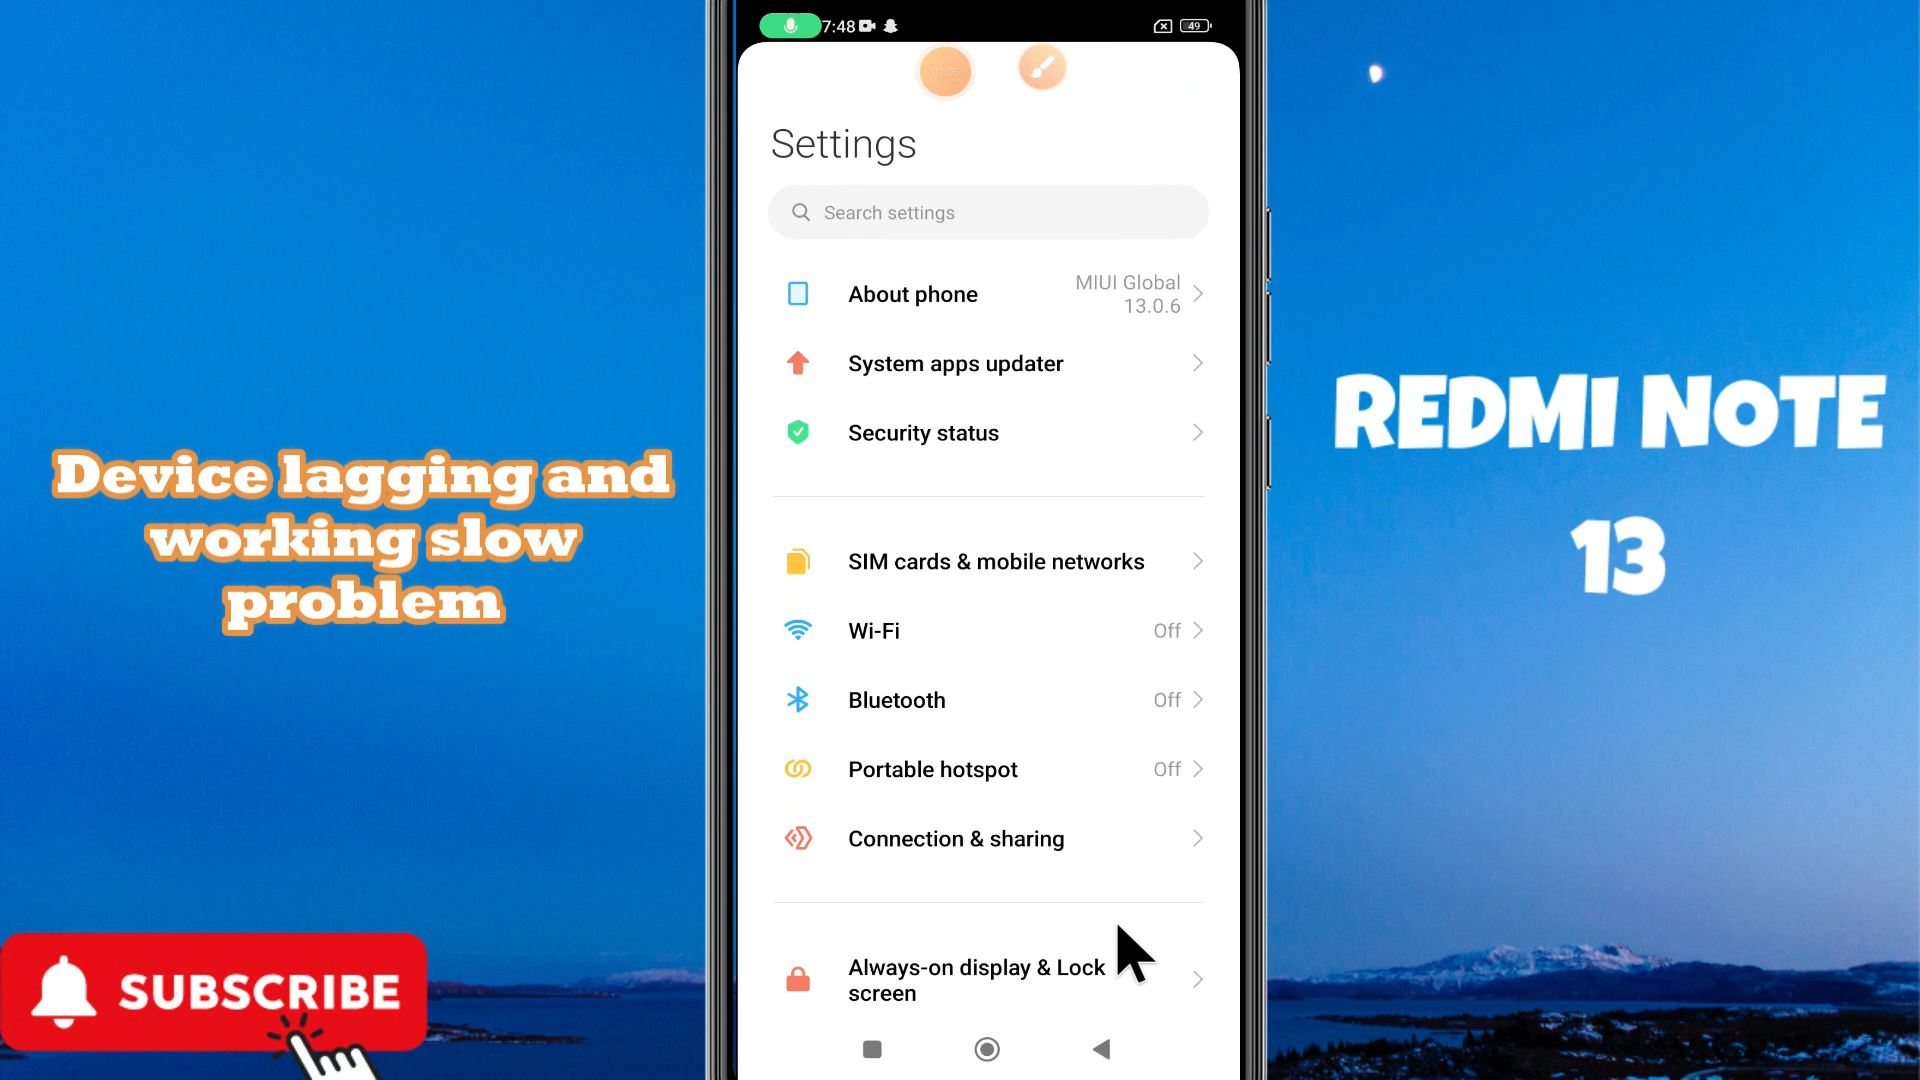 7:48
49
01:05
Settings
Search settings
About phone
MIUI Global
13.0.6
System apps updater
Security status
SIM cards & mobile networks
Wi-Fi
Off
Bluetooth
Off
Portable hotspot
Off
Connection & sharing
Always-on display & Lock
screen
Device lagging and
working slow
problem
SUBSCRIBE
REDMI NOTE
13